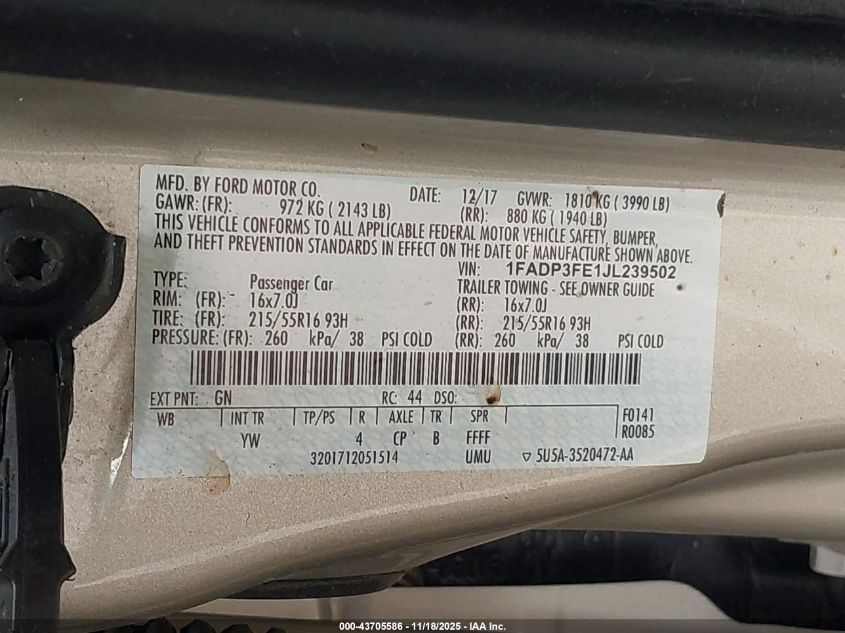 MFD. BY FORD MOTOR CO. DATE: 12/17 GVWR: 1810 KG ( 3990 LB)
GAWR: (FR): 972 KG ( 2143 LB) (RR): 880 KG ( 1940 LB)
THIS VEHICLE CONFORMS TO ALL APPLICABLE FEDERAL MOTOR VEHICLE SAFETY, BUMPER,
AND THEFT PREVENTION STANDARDS IN EFFECT ON THE DATE OF MANUFACTURE SHOWN ABOVE.
VIN: 1FADP3FE1JL239502
TYPE: Passenger Car TRAILER TOWING - SEE OWNER GUIDE
RIM: (FR): 16x7.0J (RR): 16x7.0J
TIRE: (FR): 215/55R16 93H (RR): 215/55R16 93H
PRESSURE: (FR): 260 kPa/ 38 PSI COLD (RR): 260 kPa/ 38 PSI COLD
EXT PNT: GN RC: 44 DSO:
WB INT TR TP/PS R AXLE TR SPR F0141
YW 4 CP B FFFF R0085
3201712051514 UMU ▽ 5U5A-3520472-AA
000-43705586 - 11/18/2025 - IAA Inc.